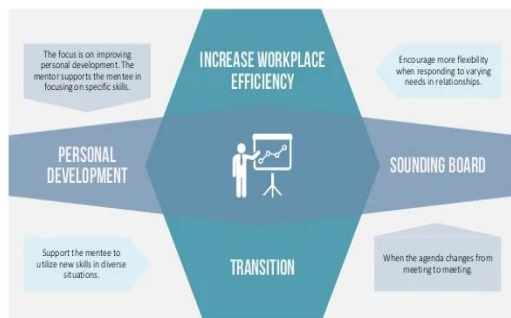 The focus is on improving
personal development. The
mentor supports the mentee in
focusing on specific skills.
INCREASE WORKPLACE
EFFICIENCY
Encourage more flexibility
when responding to varying
needs in relationships.
PERSONAL
DEVELOPMENT
SOUNDING BOARD
Support the mentee to
utilize new skills in diverse
situations.
TRANSITION
When the agenda changes from
meeting to meeting.